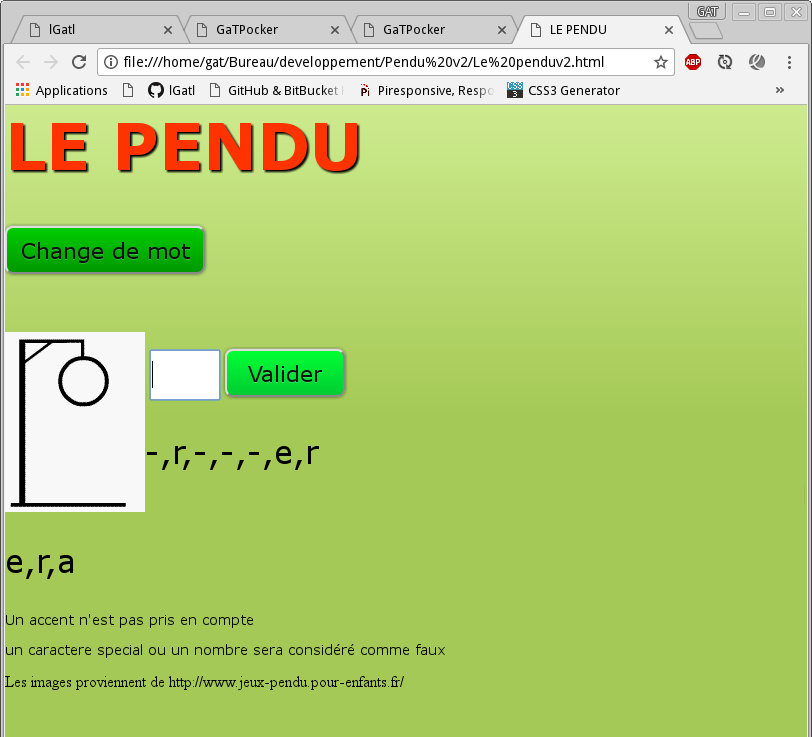 GAT
lGatl
GaTPocker
GaTPocker
LE PENDU
file:///home/gat/Bureau/developpement/Pendu%20v2/Le%20penduv2.html
ABP
Applications
lGatl
GitHub & BitBucket
Piresponsive, Respo
CSS3 Generator
LE PENDU
Change de mot
Valider
-,r,-,-,-,e,r
e,r,a
Un accent n'est pas pris en compte
un caractere special ou un nombre sera considéré comme faux
Les images proviennent de http://www.jeux-pendu.pour-enfants.fr/